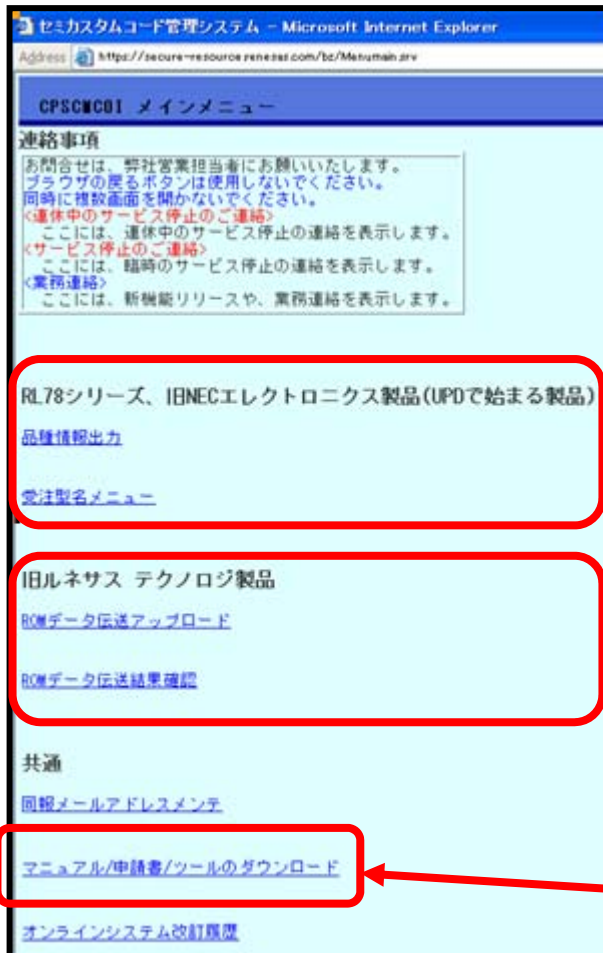 セミカスタムコード管理システム - Microsoft Internet Explorer
Address https://secure-resource.renesas.com/bz/Menumain.srv
CPSCMC01 メインメニュー
連絡事項
お問合せは、弊社営業担当者にお願いいたします。
ブラウザの戻るボタンは使用しないでください。
同時に複数画面を開かないでください。
<連休中のサービス停止のご連絡>
ここには、連休中のサービス停止の連絡を表示します。
<サービス停止のご連絡>
ここには、臨時のサービス停止の連絡を表示します。
<業務連絡>
ここには、新機能リリースや、業務連絡を表示します。
RL78シリーズ、旧NECエレクトロニクス製品(UPDで始まる製品)
品種情報出力
受注型名メニュー
旧ルネサス テクノロジ製品
ROMデータ伝送アップロード
ROMデータ伝送結果確認
共通
同報メールアドレスメンテ
マニュアル/申請書/ツールのダウンロード
オンラインシステム改訂履歴